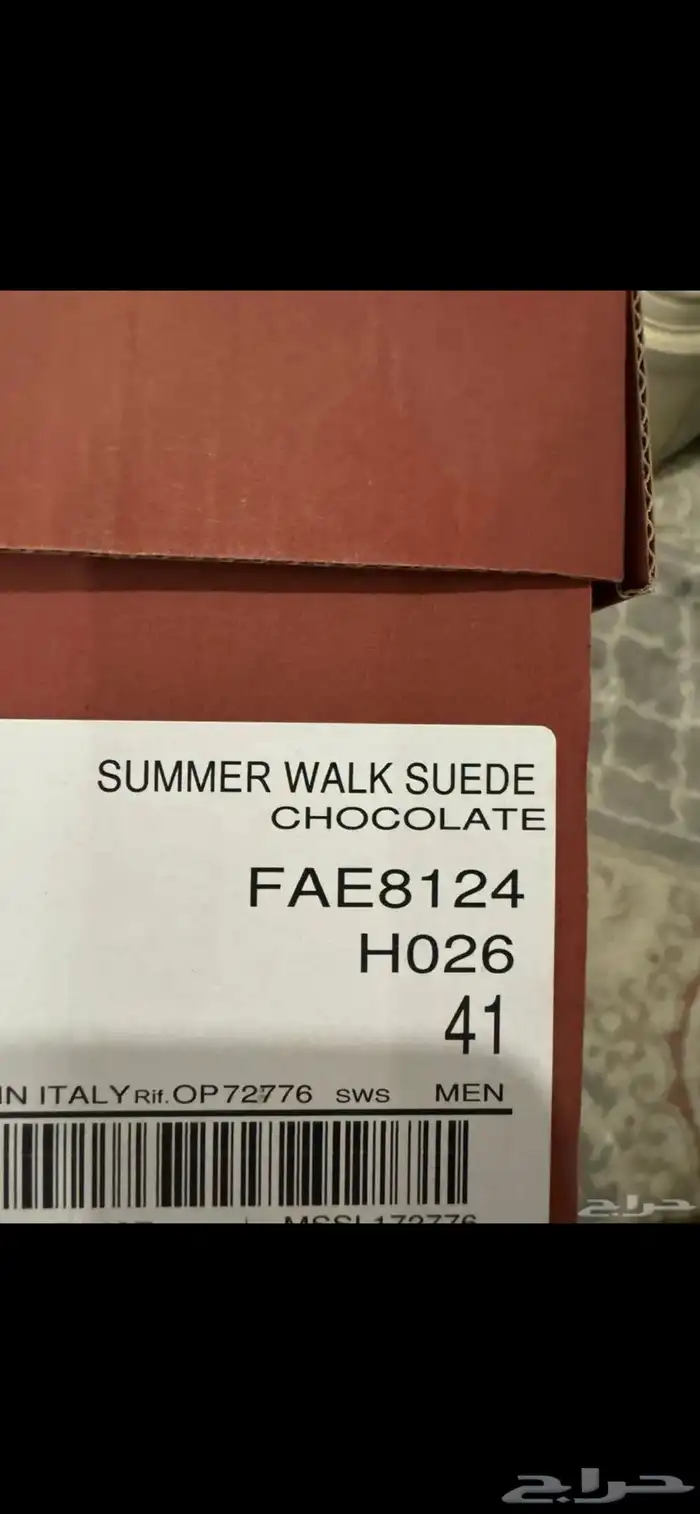 SUMMER WALK SUEDE
CHOCOLATE
FAE8124
H026
41
IN ITALY Rif. OP72776 SWS MEN
حراج
حراج